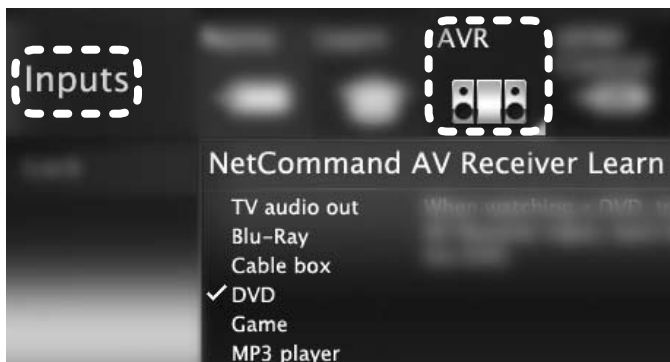 AVR
Inputs
NetCommand AV Receiver Learn
TV audio out
Blu-Ray
Cable box
DVD
Game
MP3 player